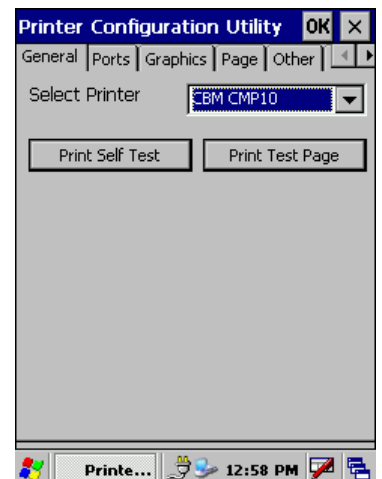 Printer Configuration Utility OK ×
General Ports Graphics Page Other
Select Printer CBM CMP10
Print Self Test Print Test Page
Printe... 12:58 PM